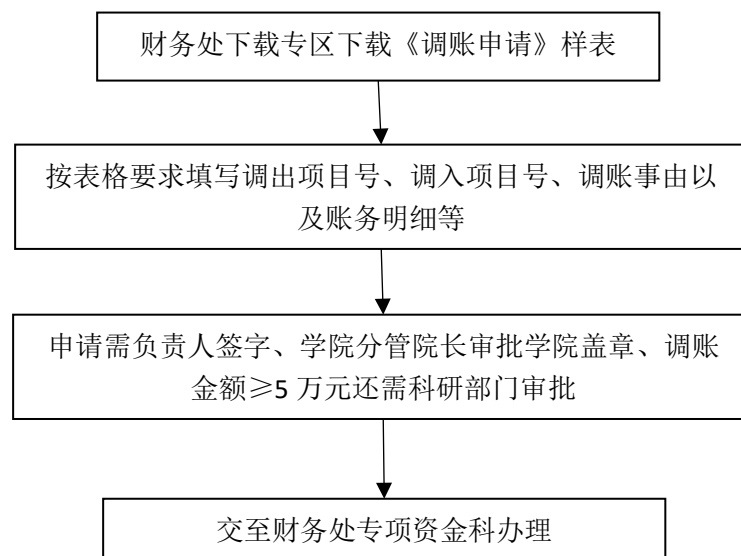 财务处下载专区下载《调账申请》样表
按表格要求填写调出项目号、调入项目号、调账事由以
及账务明细等
申请需负责人签字、学院分管院长审批学院盖章、调账
金额≥5 万元还需科研部门审批
交至财务处专项资金科办理